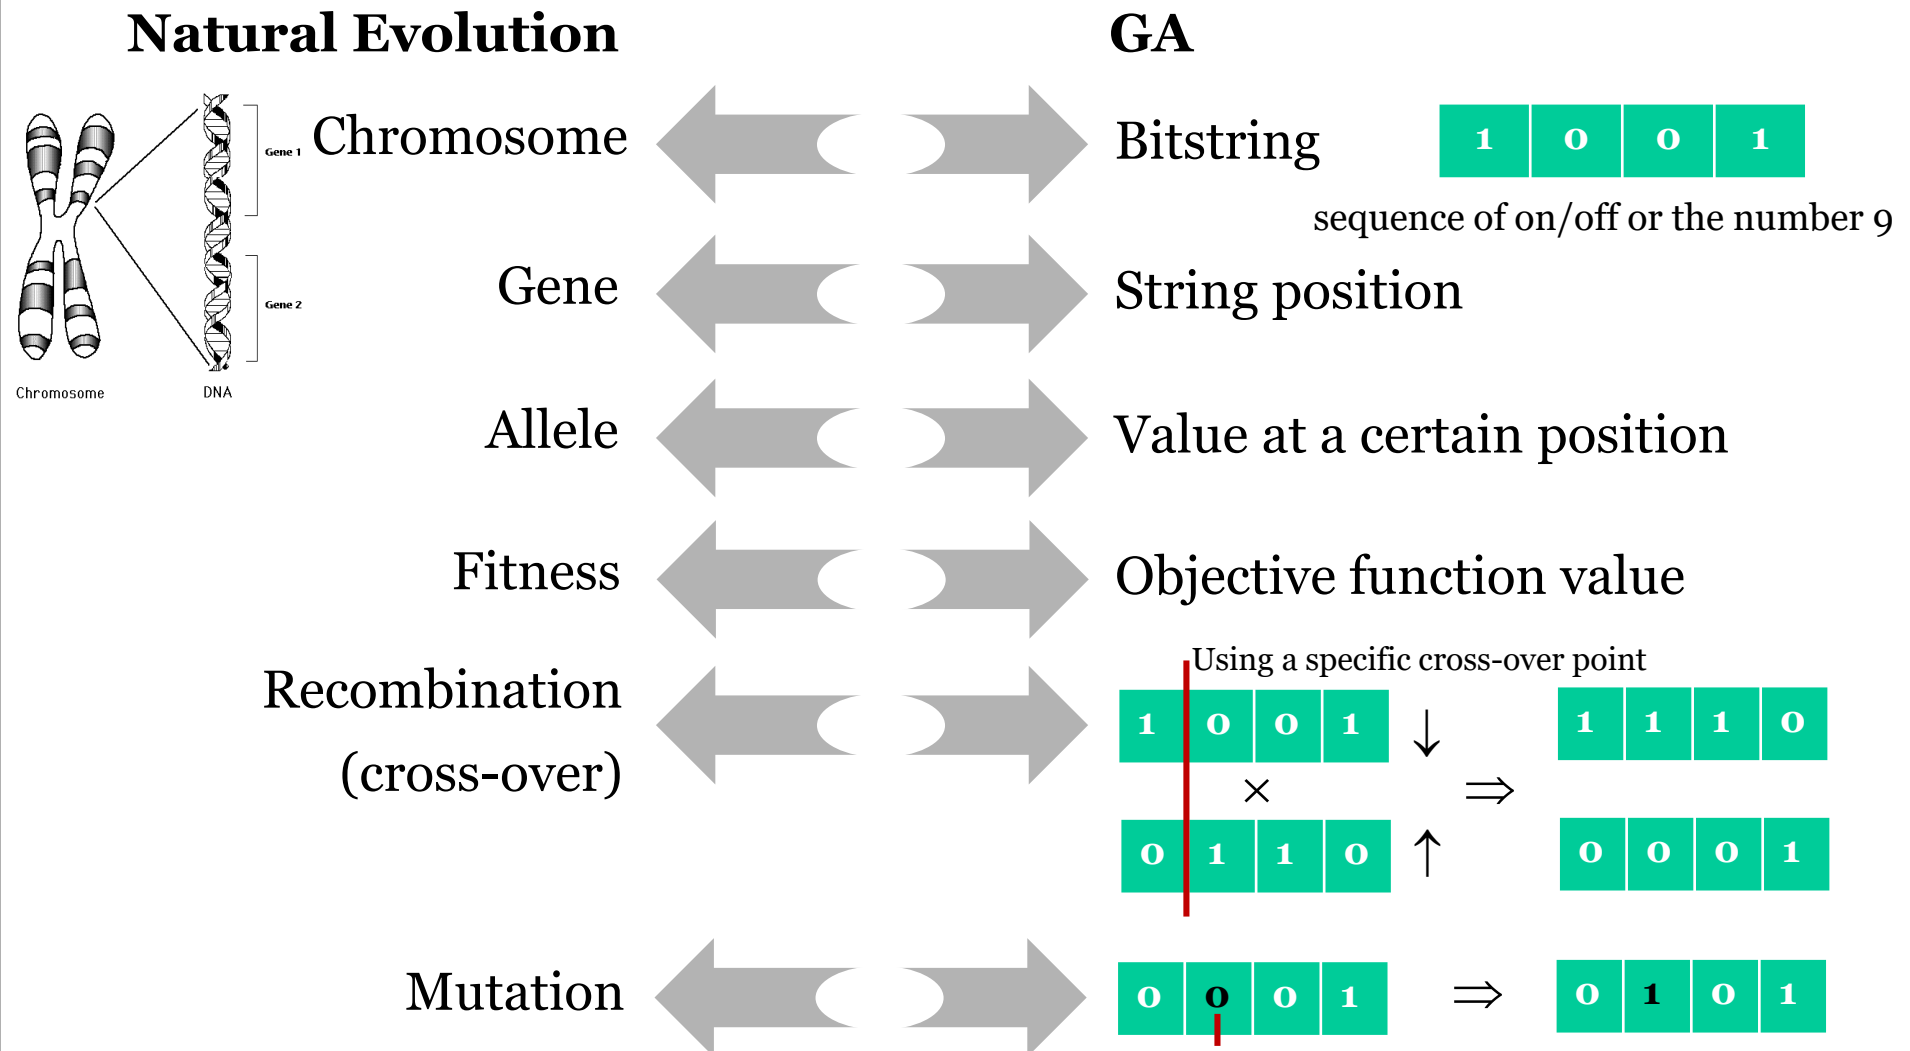 Natural Evolution GA
Gene 1 Chromosome Bitstring 1 0 0 1
sequence of on/off or the number 9
Gene String position
Gene 2
Chromosome DNA
Allele Value at a certain position
Fitness Objective function value
Using a specific cross-over point
Recombination 1 0 0 1 ↓ 1 1 1 0
(cross-over) × ⇒
0 1 1 0 ↑ 0 0 0 1
Mutation 0 0 0 1 ⇒ 0 1 0 1